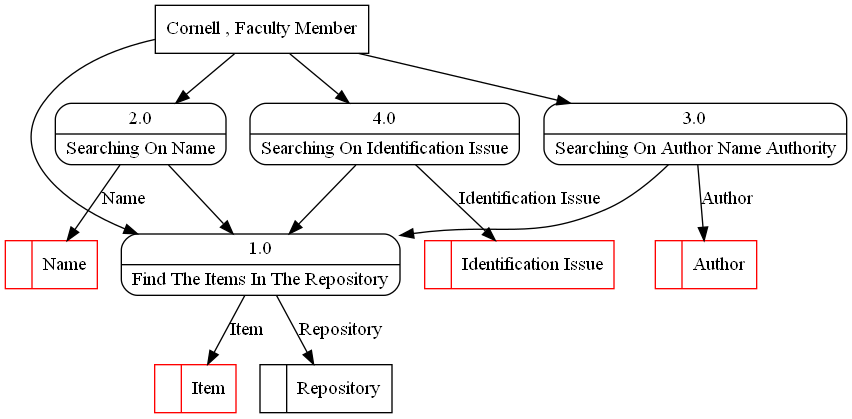 Cornell , Faculty Member
2.0
Searching On Name
4.0
Searching On Identification Issue
3.0
Searching On Author Name Authority
Name
Identification Issue
Author
Name
1.0
Find The Items In The Repository
Identification Issue
Author
Item
Repository
Item
Repository